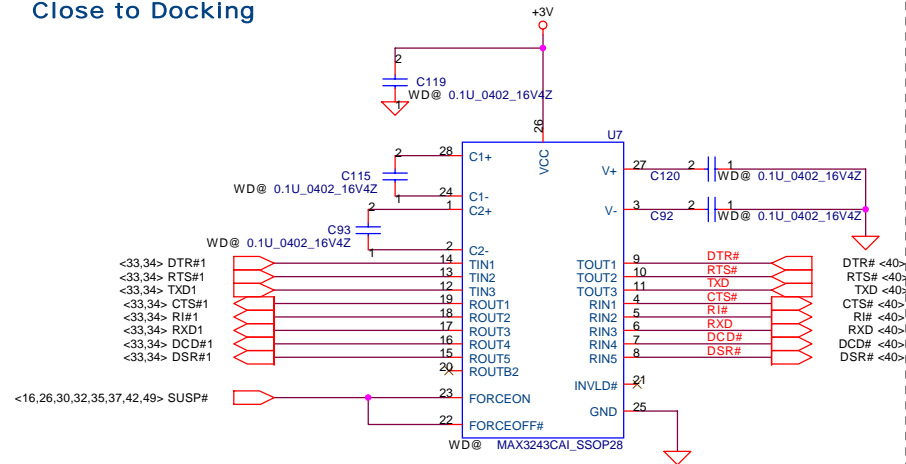 Close to Docking
+3V
2
C119
WD@ 0.1U_0402_16V4Z
1
26
U7
VCC
2 28 C1+
C115
WD@ 0.1U_0402_16V4Z
1 24 C1-
2 1 C2+
C93
WD@ 0.1U_0402_16V4Z
1 2 C2-
V+ 27 2 1
C120 WD@ 0.1U_0402_16V4Z
V- 3 2 1
C92 WD@ 0.1U_0402_16V4Z
<33,34> DTR#1 14 TIN1 TOUT1 9 DTR# DTR# <40>
<33,34> RTS#1 13 TIN2 TOUT2 10 RTS# RTS# <40>
<33,34> TXD1 12 TIN3 TOUT3 11 TXD TXD <40>
<33,34> CTS#1 19 ROUT1 RIN1 4 CTS# CTS# <40>
<33,34> RI#1 18 ROUT2 RIN2 5 RI# RI# <40>
<33,34> RXD1 17 ROUT3 RIN3 6 RXD RXD <40>
<33,34> DCD#1 16 ROUT4 RIN4 7 DCD# DCD# <40>
<33,34> DSR#1 15 ROUT5 RIN5 8 DSR# DSR# <40>
20 ROUTB2
INVLD# 21
<16,26,30,32,35,37,42,49> SUSP# 23 FORCEON
GND 25
22 FORCEOFF#
WD@ MAX3243CAI_SSOP28